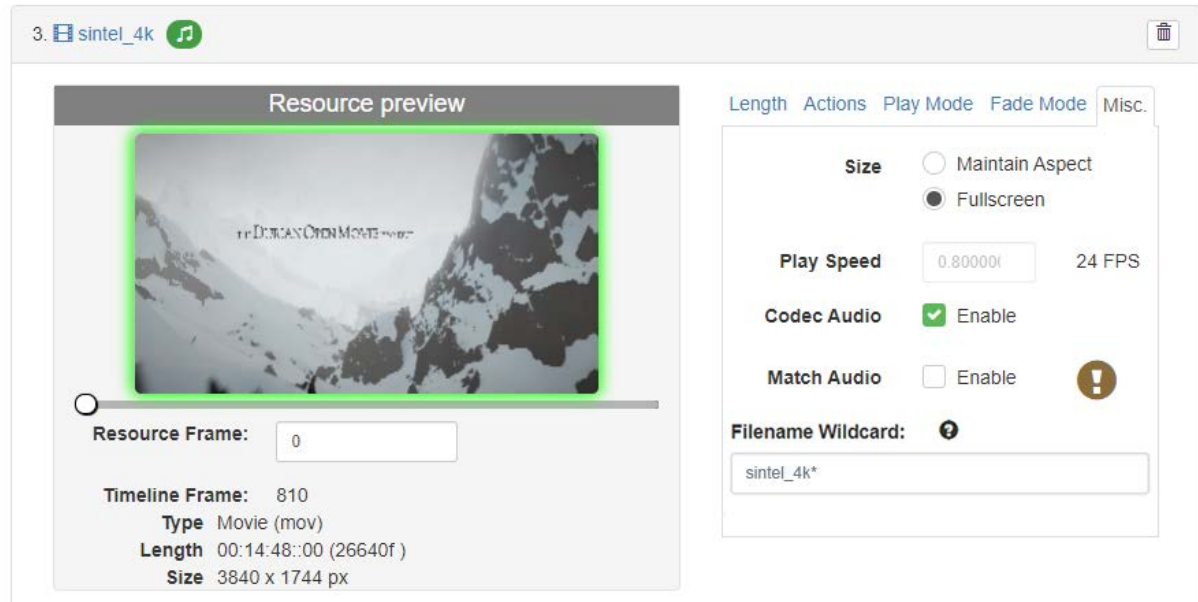 3. sintel_4k
Resource preview
OPEN MOVIE
Resource Frame: 0
Timeline Frame: 810
Type Movie (mov)
Length 00:14:48::00 (26640f )
Size 3840 x 1744 px
Length Actions Play Mode Fade Mode Misc.
Size Maintain Aspect
Fullscreen
Play Speed 0.80000 24 FPS
Codec Audio Enable
Match Audio Enable !
Filename Wildcard: ?
sintel_4k*